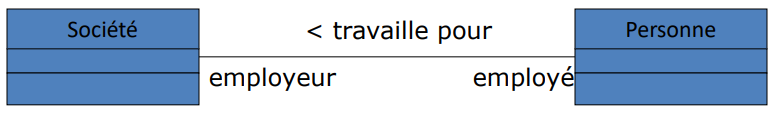 Société
< travaille pour
Personne
employeur
employé